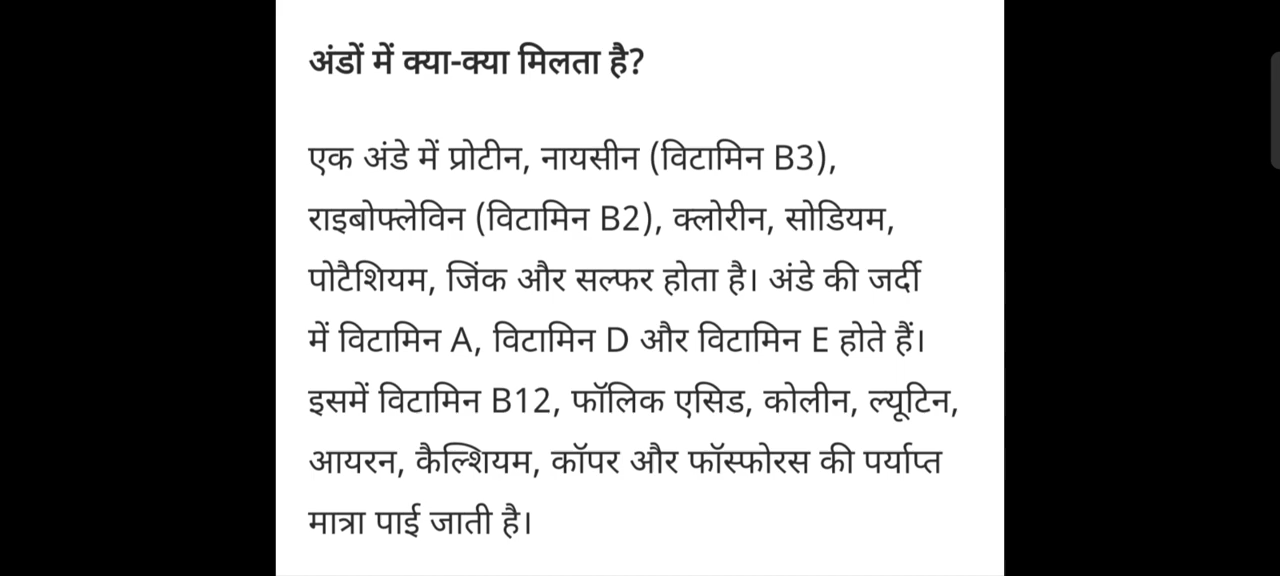 अंडों में क्या-क्या मिलता है?
एक अंडे में प्रोटीन, नायसीन (विटामिन B3),
राइबोफ्लेविन (विटामिन B2), क्लोरीन, सोडियम,
पोटैशियम, जिंक और सल्फर होता है। अंडे की जर्दी
में विटामिन A, विटामिन D और विटामिन E होते हैं।
इसमें विटामिन B12, फॉलिक एसिड, कोलीन, ल्यूटिन,
आयरन, कैल्शियम, कॉपर और फॉस्फोरस की पर्याप्त
मात्रा पाई जाती है।